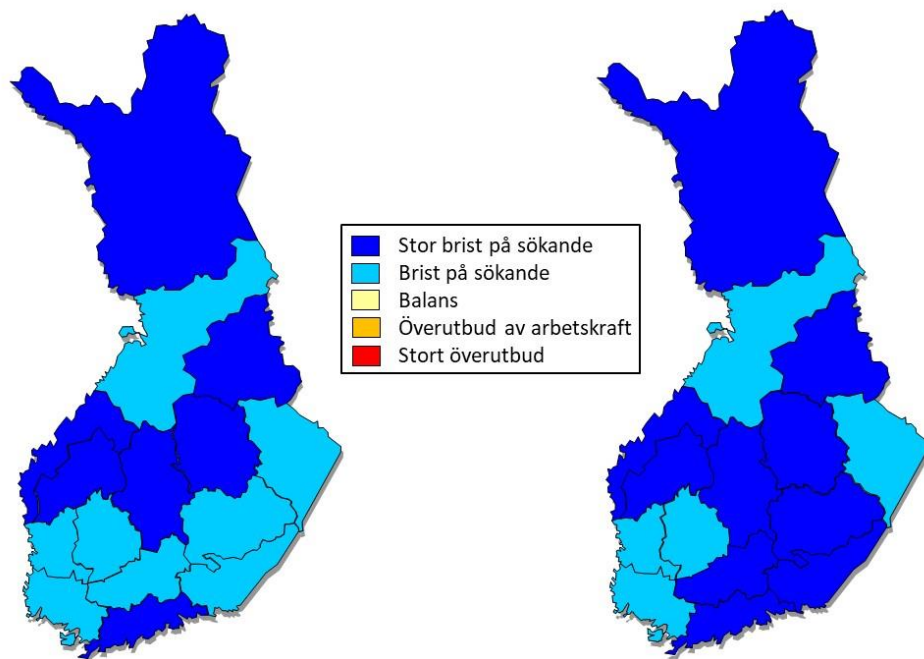 Stor brist på sökande
Brist på sökande
Balans
Överutbud av arbetskraft
Stort överutbud